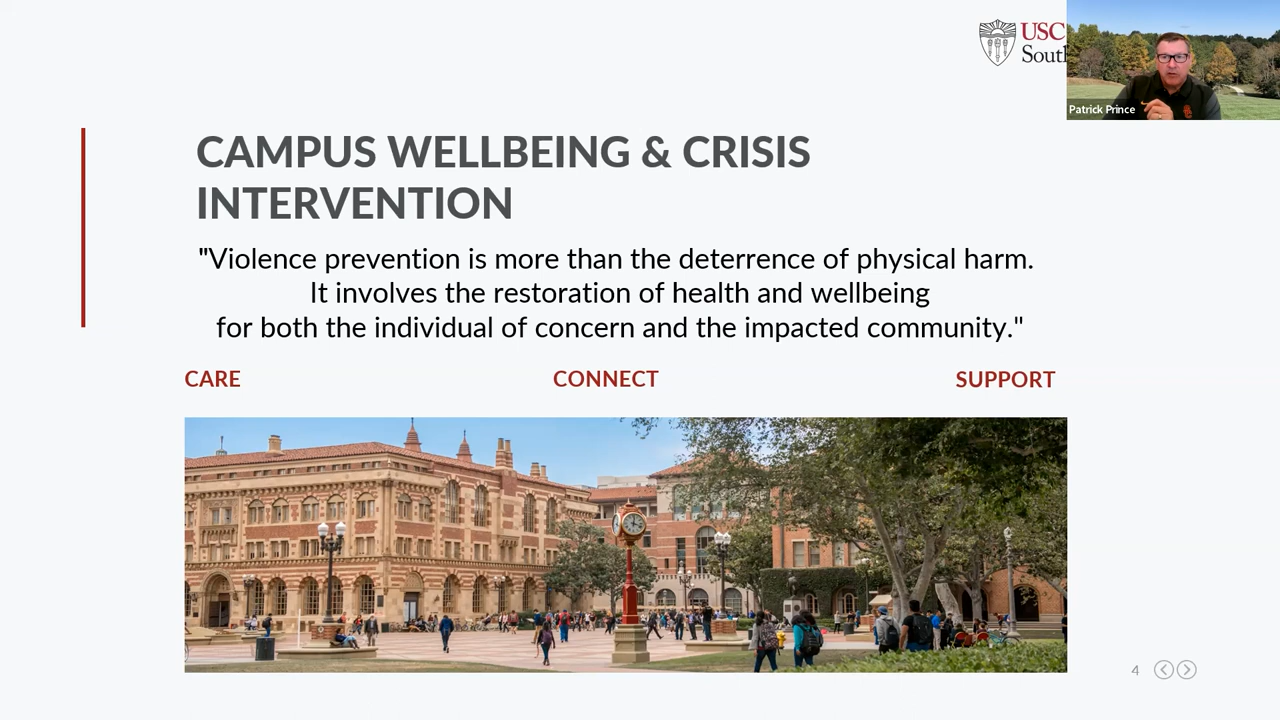 USC
South
Patrick Prince
CAMPUS WELLBEING & CRISIS
INTERVENTION
"Violence prevention is more than the deterrence of physical harm.
It involves the restoration of health and wellbeing
for both the individual of concern and the impacted community."
CARE CONNECT SUPPORT
4